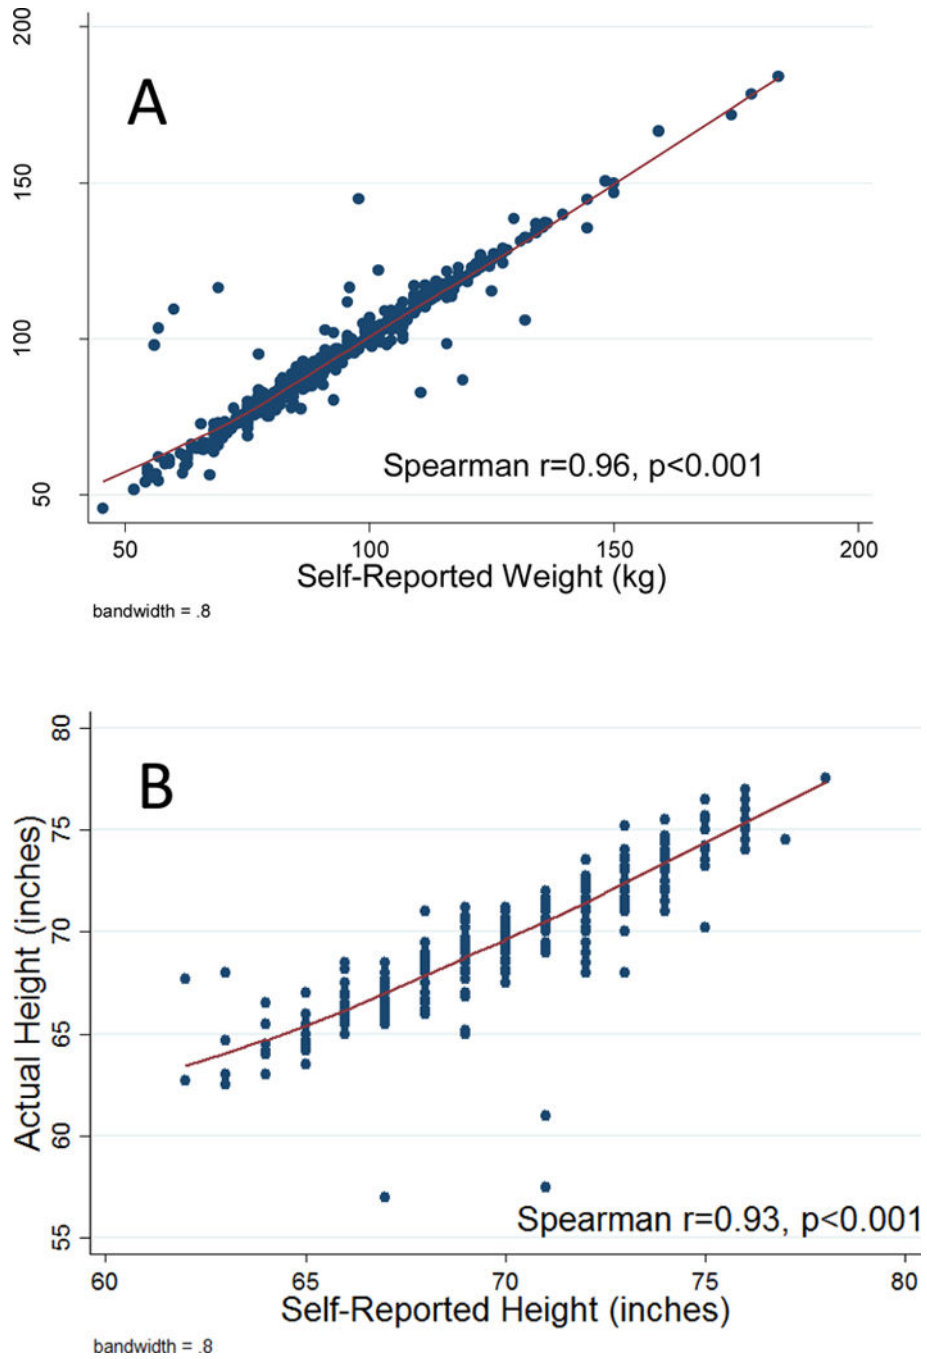 200
A
150
100
Spearman r=0.96, p<0.001
50
50 100 150 200
Self-Reported Weight (kg)
bandwidth = .8
80
B
75
Actual Height (inches)
70
65
60
Spearman r=0.93, p<0.001
55
60 65 70 75 80
Self-Reported Height (inches)
bandwidth = .8